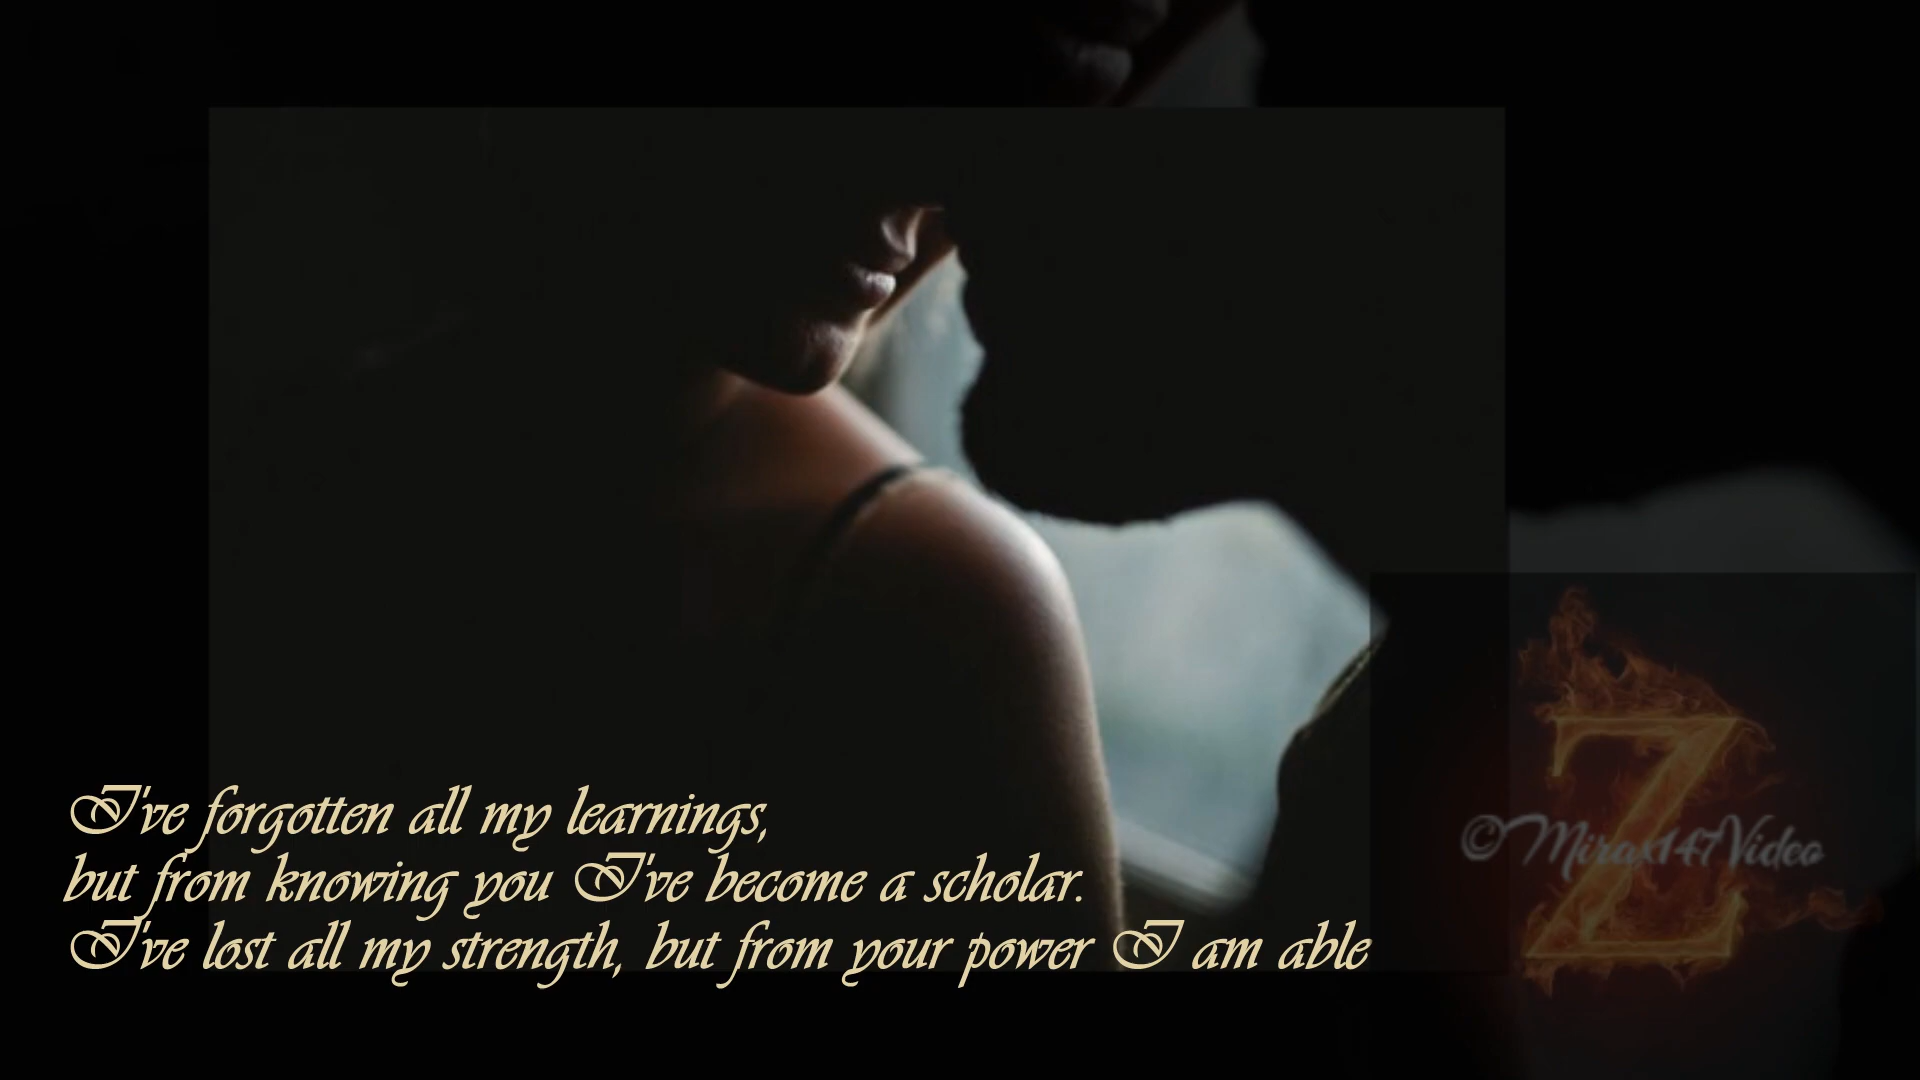 I've forgotten all my learnings,
but from knowing you I've become a scholar.
I've lost all my strength, but from your power I am able
Z
©Mirax147Video